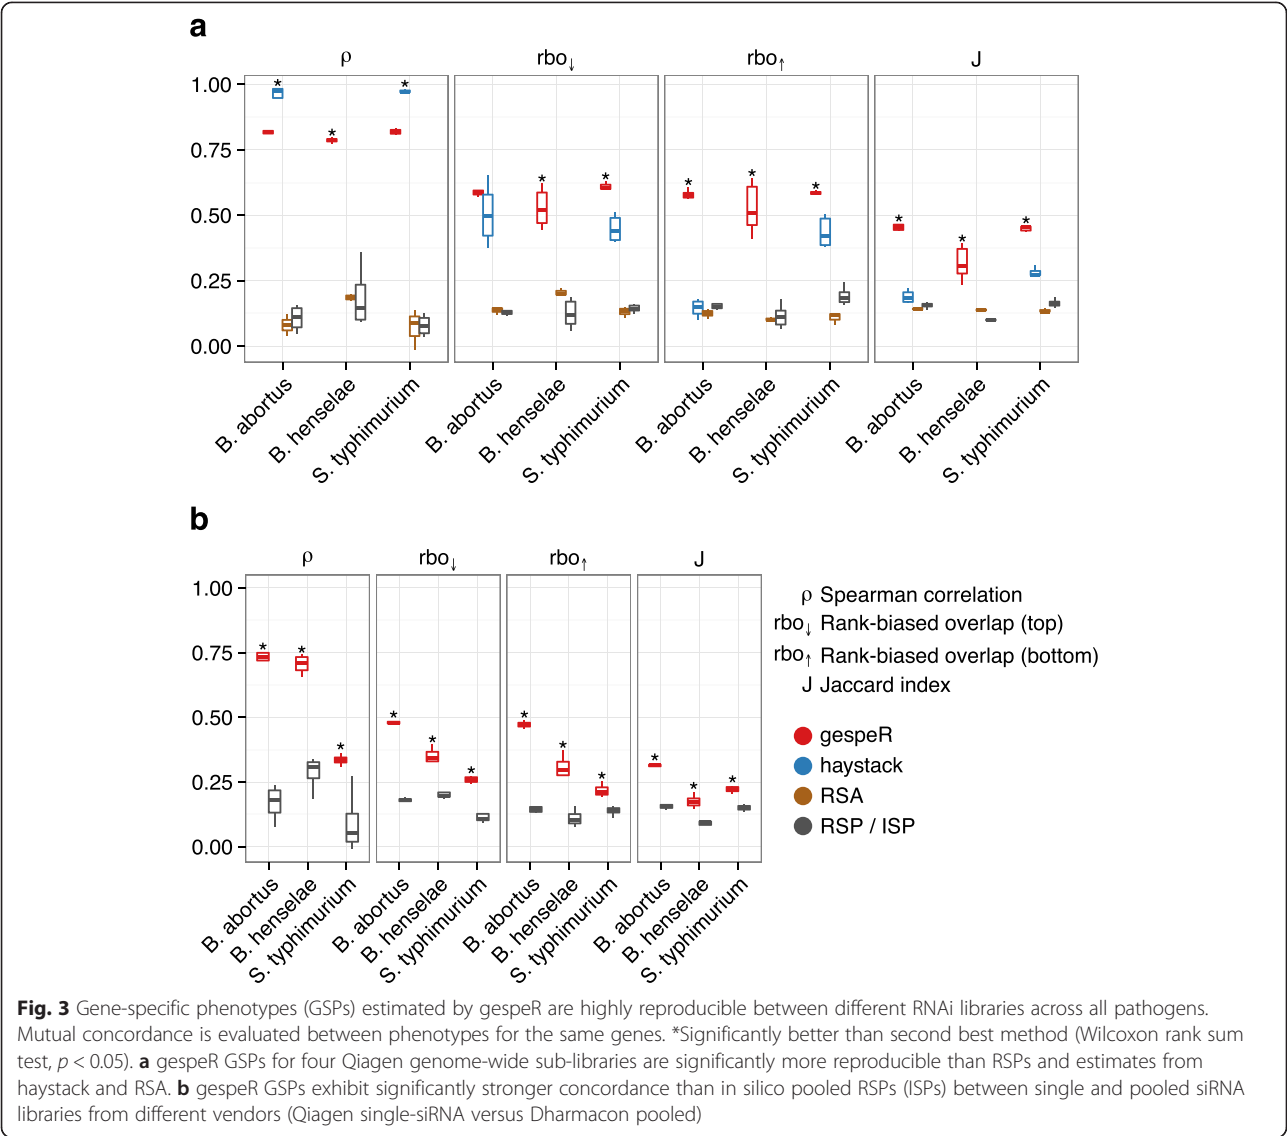 a
ρ rbo↓ rbo↑ J
1.00
0.75
0.50
0.25
0.00
* * * * * * * * * * *
B. abortus B. henselae S. typhimurium B. abortus B. henselae S. typhimurium B. abortus B. henselae S. typhimurium B. abortus B. henselae S. typhimurium
b
ρ rbo↓ rbo↑ J
1.00
0.75
0.50
0.25
0.00
* * * * * * * * * * * *
B. abortus B. henselae S. typhimurium B. abortus B. henselae S. typhimurium B. abortus B. henselae S. typhimurium B. abortus B. henselae S. typhimurium
ρ Spearman correlation
rbo↓ Rank-biased overlap (top)
rbo↑ Rank-biased overlap (bottom)
J Jaccard index
gespeR
haystack
RSA
RSP / ISP
Fig. 3 Gene-specific phenotypes (GSPs) estimated by gespeR are highly reproducible between different RNAi libraries across all pathogens.
Mutual concordance is evaluated between phenotypes for the same genes. *Significantly better than second best method (Wilcoxon rank sum
test, p < 0.05). a gespeR GSPs for four Qiagen genome-wide sub-libraries are significantly more reproducible than RSPs and estimates from
haystack and RSA. b gespeR GSPs exhibit significantly stronger concordance than in silico pooled RSPs (ISPs) between single and pooled siRNA
libraries from different vendors (Qiagen single-siRNA versus Dharmacon pooled)